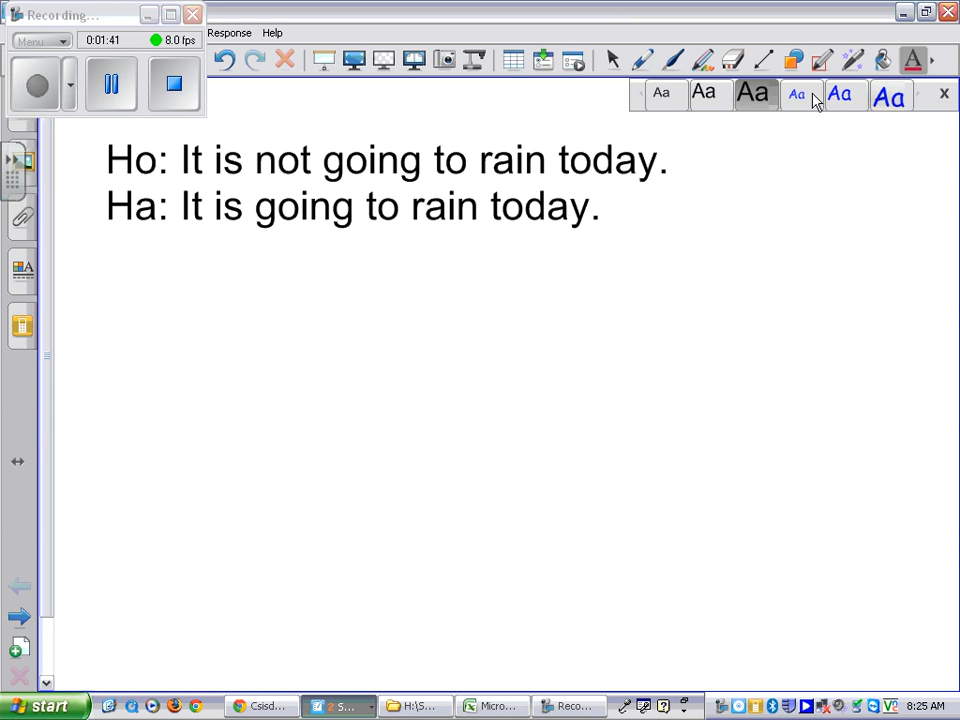 Recording...
Menu
0:01:41
8.0 fps
Response Help
Aa Aa Aa Aa Aa Aa x
Ho: It is not going to rain today.
Ha: It is going to rain today.
start
Csisd...
2 S...
H:\S...
Micro...
Reco...
8:25 AM